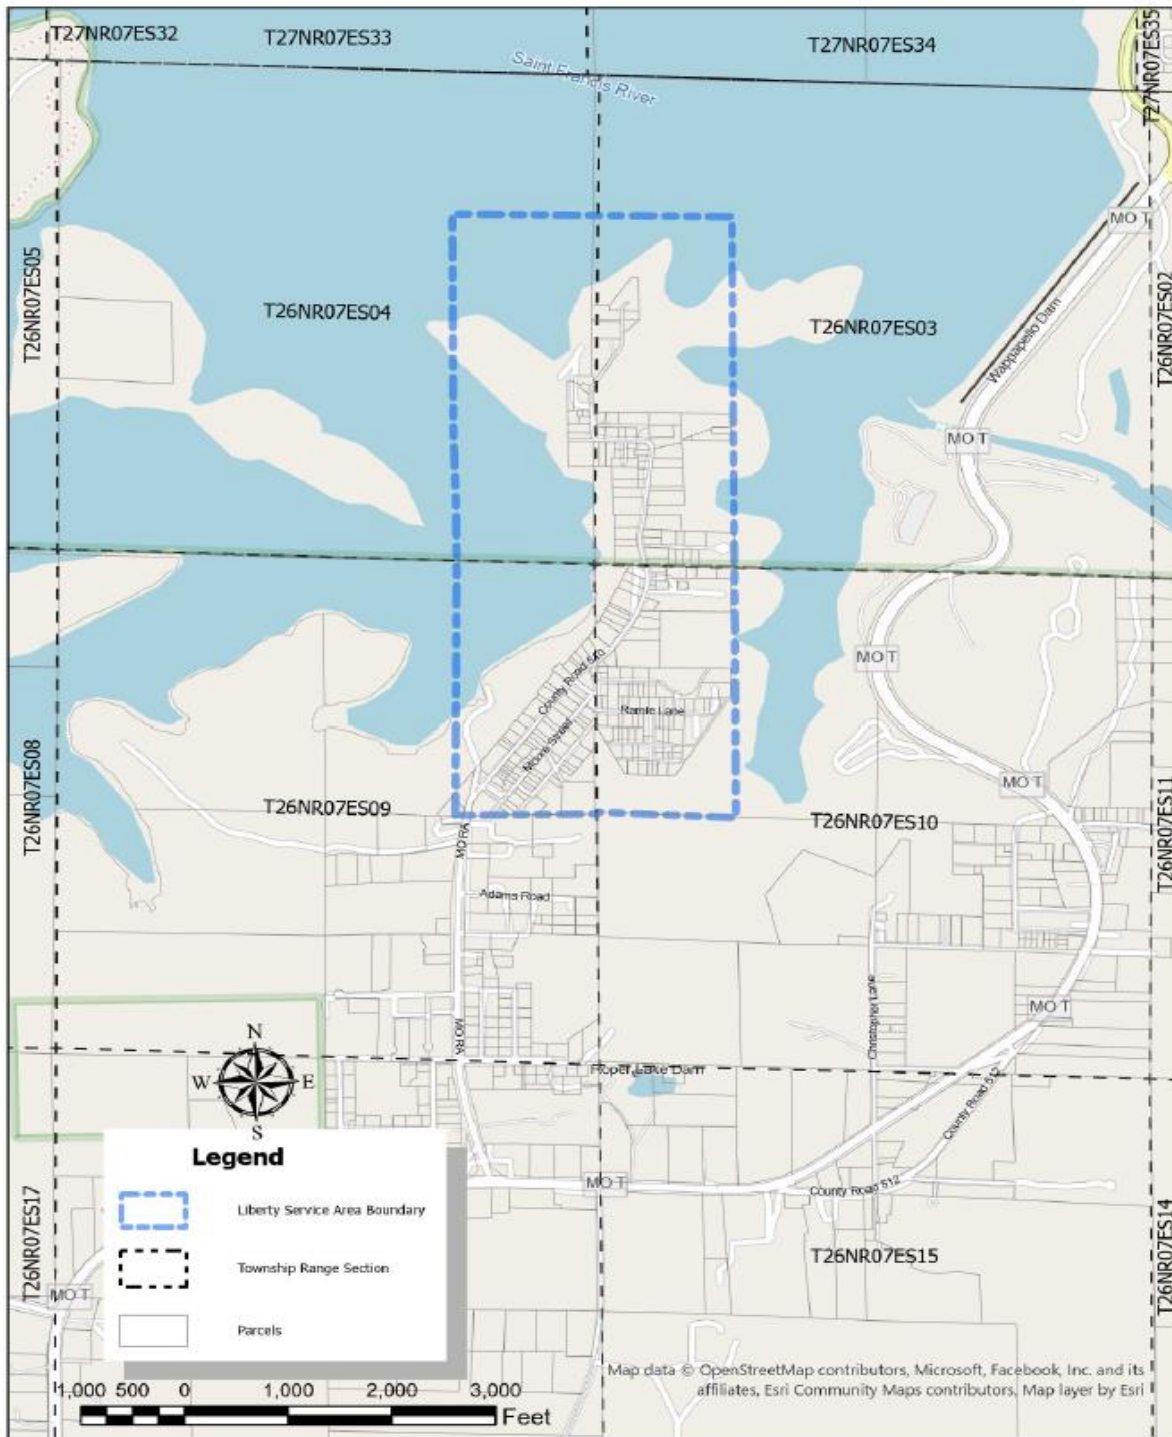 T27NR07ES32
T27NR07ES33
T27NR07ES34
T27NR07ES35
Saint Francis River
MO T
T26NR07ES05
T26NR07ES04
T26NR07ES03
T26NR07ES02
Wappapello Dam
MO T
MO T
County Road 510
Ramie Lane
Moore Street
MO T
T26NR07ES08
T26NR07ES09
T26NR07ES10
T26NR07ES11
MO RA
Adams Road
Christopher Lane
MO T
MO RA
N
W E
S
Roper Lake Dam
County Road 512
MO T
County Road 512
T26NR07ES17
T26NR07ES15
T26NR07ES14
MO T
Legend
Liberty Service Area Boundary
Township Range Section
Parcels
Map data © OpenStreetMap contributors, Microsoft, Facebook, Inc. and its
affiliates, Esri Community Maps contributors, Map layer by Esri
1,000 500 0 1,000 2,000 3,000
Feet